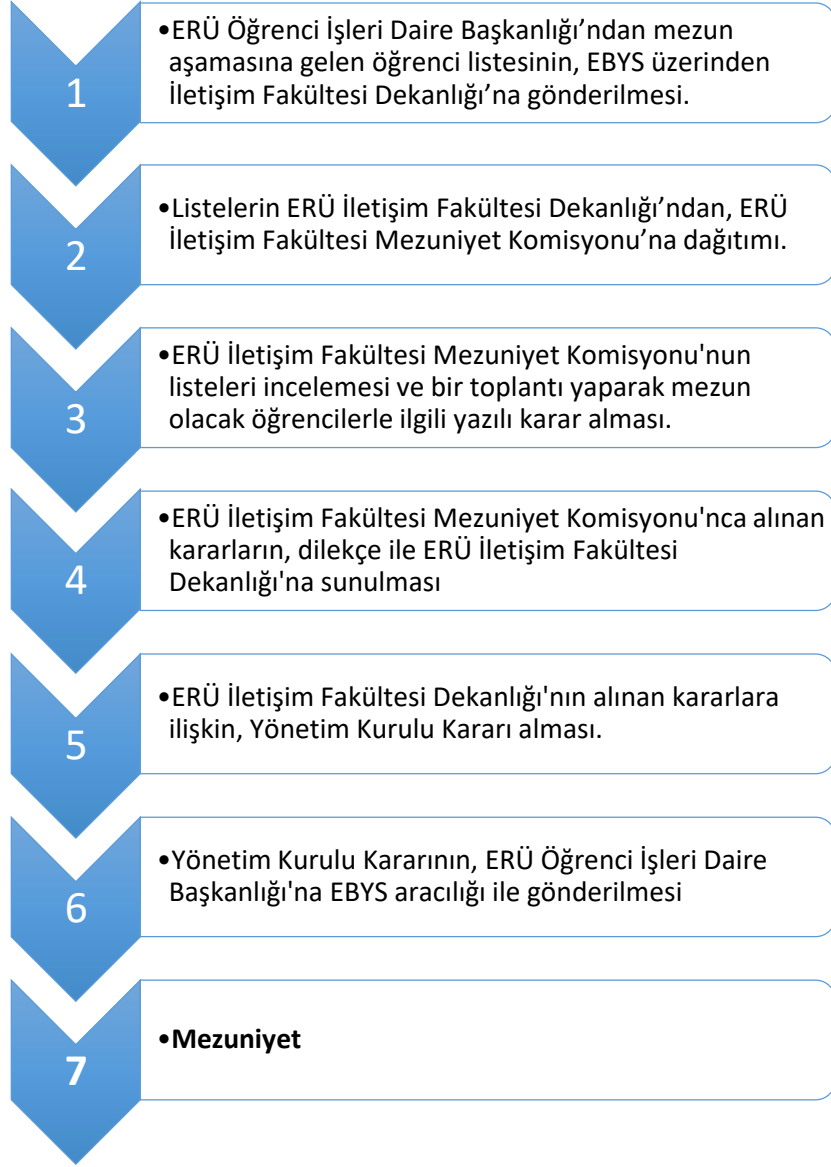 1
•ERÜ Öğrenci İşleri Daire Başkanlığı’ndan mezun
aşamasına gelen öğrenci listesinin, EBYS üzerinden
İletişim Fakültesi Dekanlığı’na gönderilmesi.
2
•Listelerin ERÜ İletişim Fakültesi Dekanlığı’ndan, ERÜ
İletişim Fakültesi Mezuniyet Komisyonu’na dağıtımı.
3
•ERÜ İletişim Fakültesi Mezuniyet Komisyonu'nun
listeleri incelemesi ve bir toplantı yaparak mezun
olacak öğrencilerle ilgili yazılı karar alması.
4
•ERÜ İletişim Fakültesi Mezuniyet Komisyonu'nca alınan
kararların, dilekçe ile ERÜ İletişim Fakültesi
Dekanlığı'na sunulması
5
•ERÜ İletişim Fakültesi Dekanlığı'nın alınan kararlara
ilişkin, Yönetim Kurulu Kararı alması.
6
•Yönetim Kurulu Kararının, ERÜ Öğrenci İşleri Daire
Başkanlığı'na EBYS aracılığı ile gönderilmesi
7
•Mezuniyet